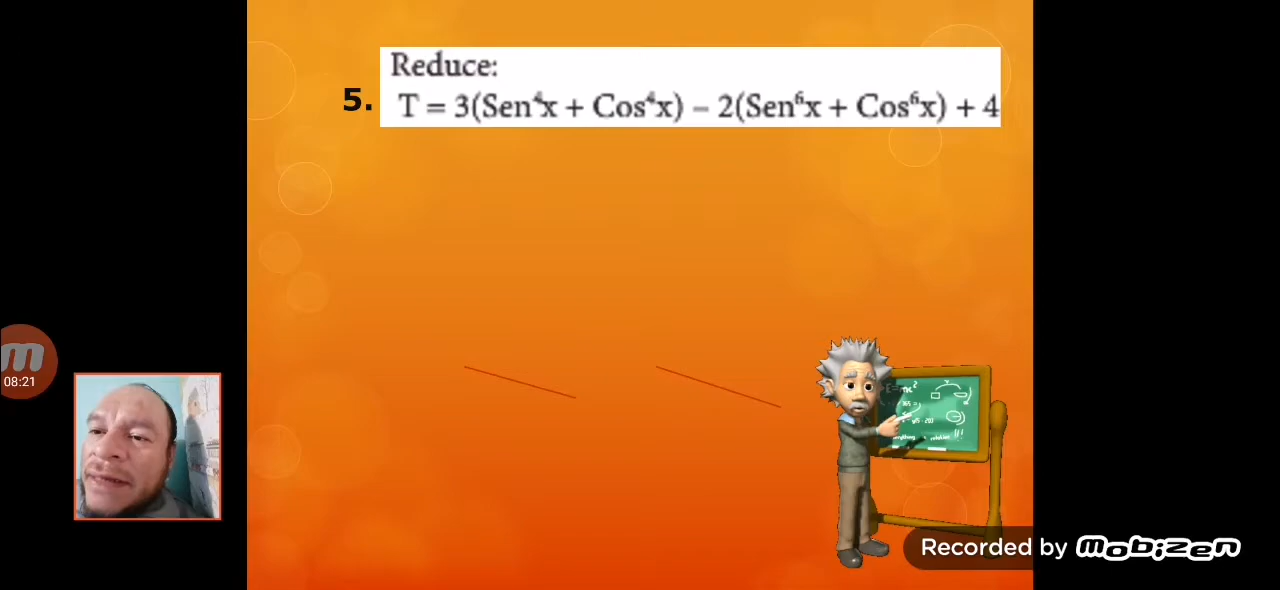 Reduce:
5. T = 3(Sen⁴x + Cos⁴x) – 2(Sen⁶x + Cos⁶x) + 4
08:21
Recorded by Mobizen